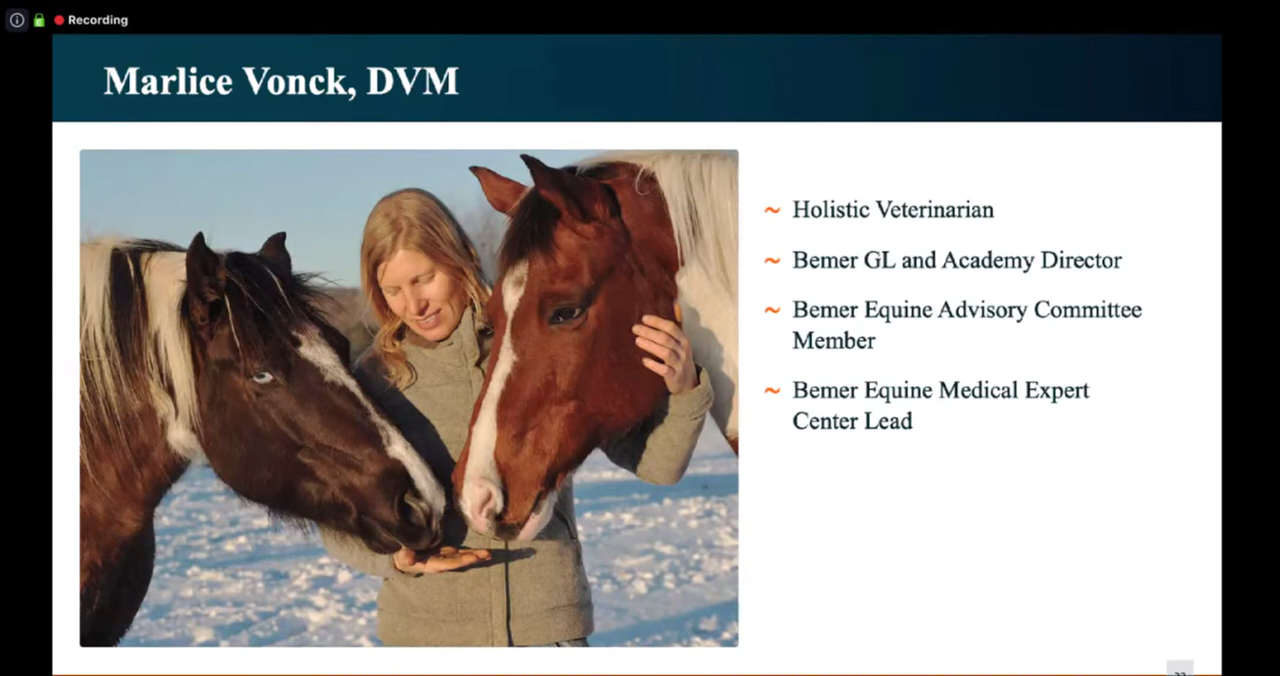 Recording
Marlice Vonck, DVM
~ Holistic Veterinarian
~ Bemer GL and Academy Director
~ Bemer Equine Advisory Committee
Member
~ Bemer Equine Medical Expert
Center Lead